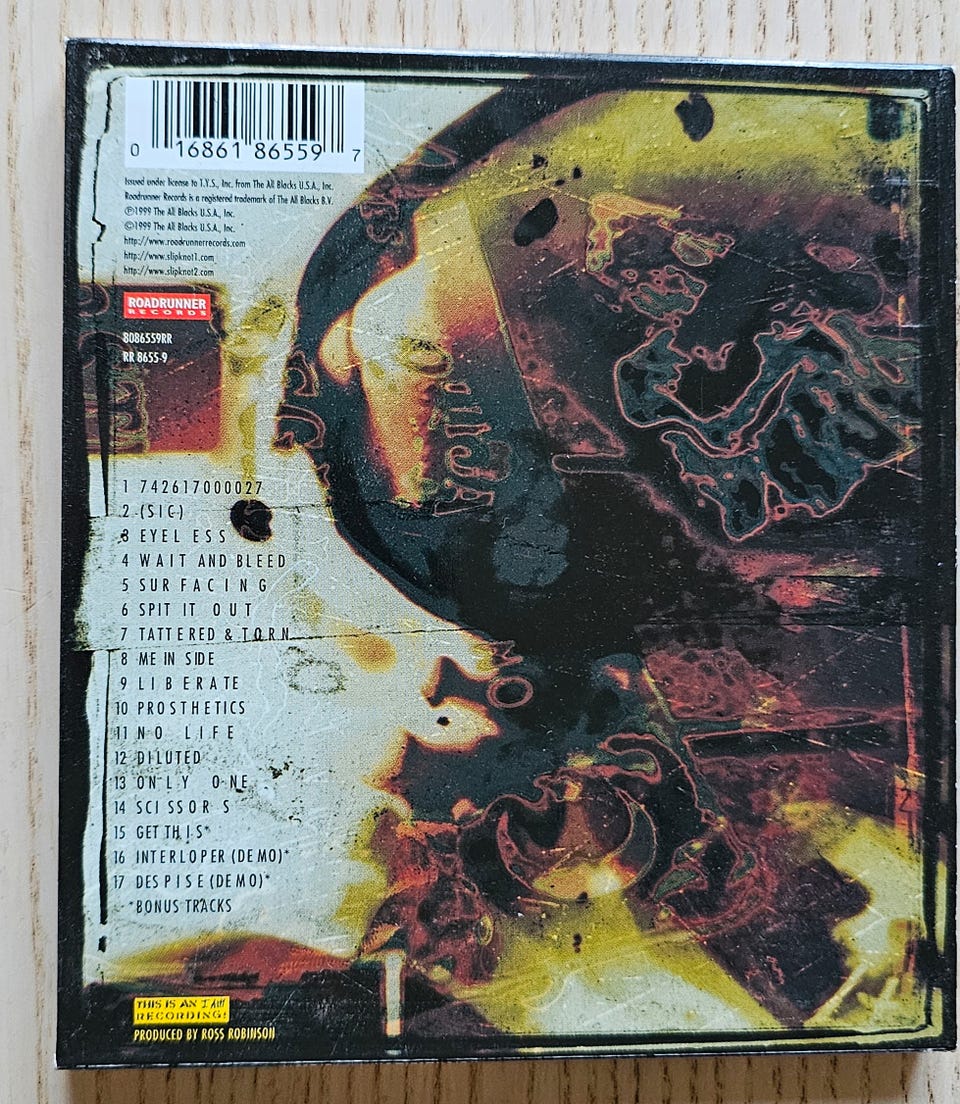 0 16861 86559 7
Issued under license to I.Y.S., Inc. from The All Blacks U.S.A., Inc.
Roadrunner Records is a registered trademark of The All Blacks B.V.
℗1999 The All Blacks U.S.A., Inc.
©1999 The All Blacks U.S.A., Inc.
http://www.roadrunnerrecords.com
http://www.slipknot1.com
http://www.slipknot2.com
ROADRUNNER
RECORDS
8086559RR
RR 8655-9
1 742617000027
2 (SIC)
3 EYEL ESS
4 WAIT AND BLEED
5 SURFACING
6 SPIT IT OUT
7 TATTERED & TORN
8 ME IN SIDE
9 LIBERATE
10 PROSTHETICS
11 NO LIFE
12 DILUTED
13 ONLY ONE
14 SCISSORS
15 GET THIS*
16 INTERLOPER (DEMO)*
17 DESPISE (DEMO)*
*BONUS TRACKS
THIS IS AN I AM
RECORDING!
PRODUCED BY ROSS ROBINSON